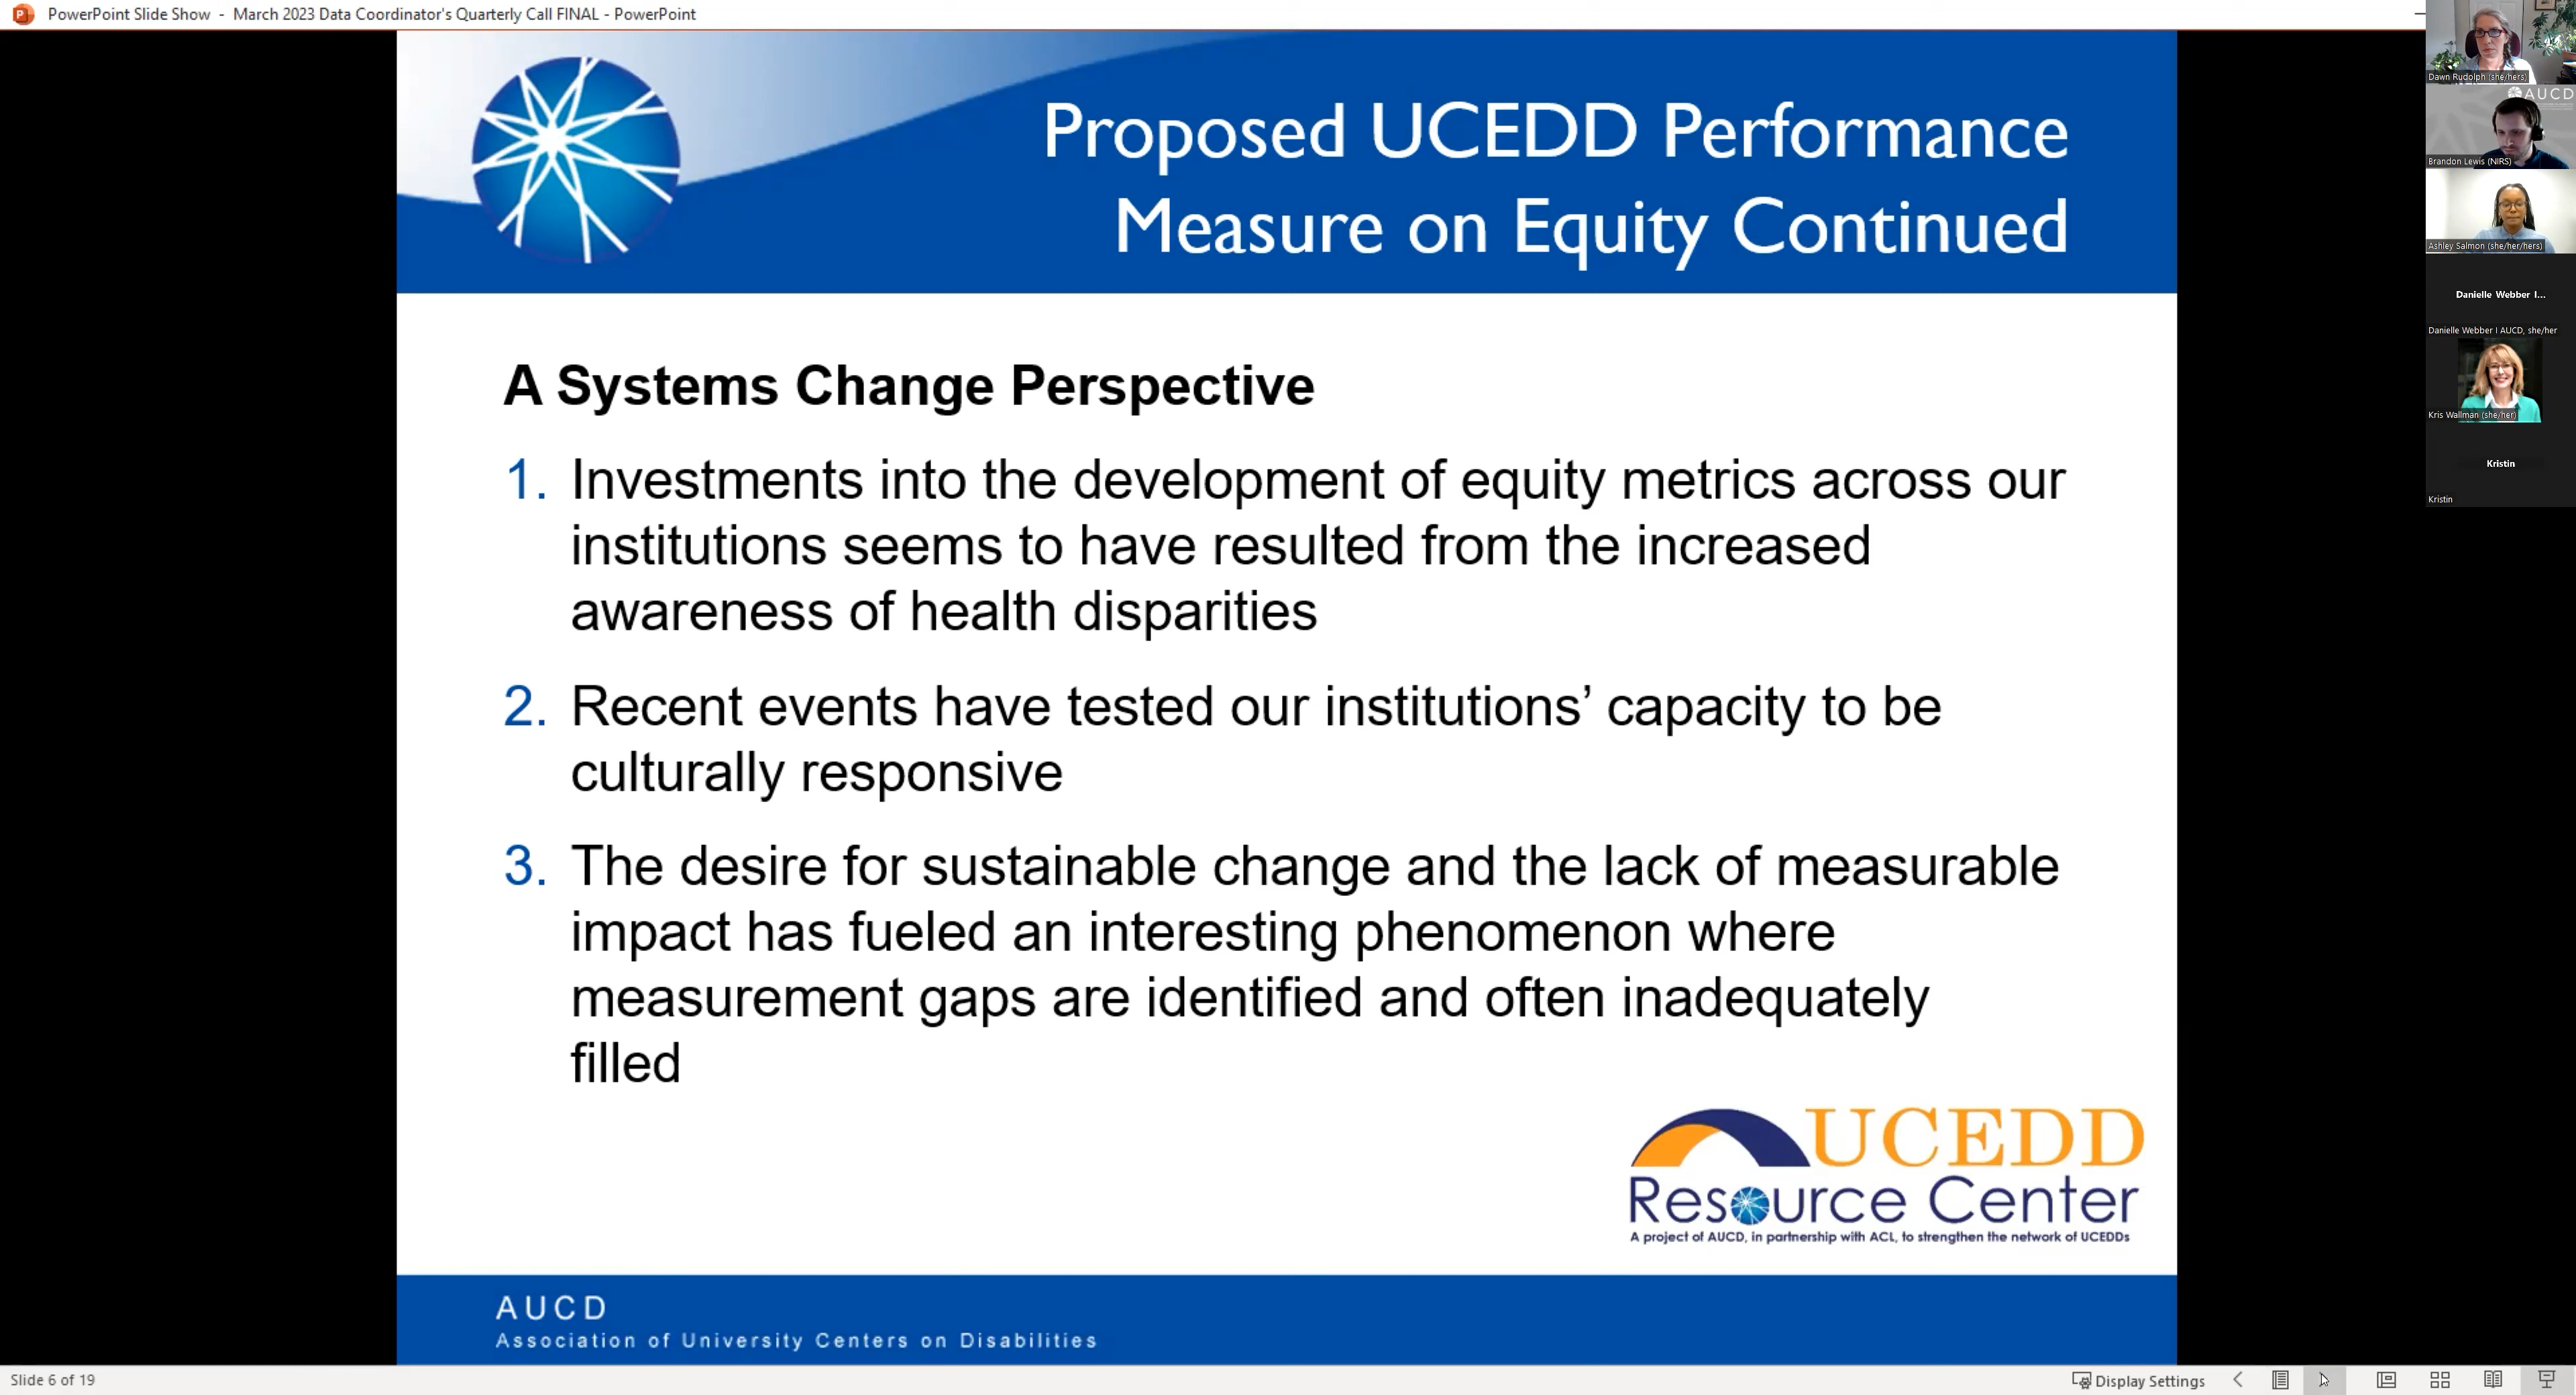 PowerPoint Slide Show - March 2023 Data Coordinator's Quarterly Call FINAL - PowerPoint
Proposed UCEDD Performance
Measure on Equity Continued
A Systems Change Perspective
1. Investments into the development of equity metrics across our
institutions seems to have resulted from the increased
awareness of health disparities
2. Recent events have tested our institutions’ capacity to be
culturally responsive
3. The desire for sustainable change and the lack of measurable
impact has fueled an interesting phenomenon where
measurement gaps are identified and often inadequately
filled
UCEDD
Resource Center
A project of AUCD, in partnership with ACL, to strengthen the network of UCEDDs
AUCD
Association of University Centers on Disabilities
Dawn Rudolph (she/hers)
AUCD
Brandon Lewis (NIRS)
Ashley Salmon (she/her/hers)
Danielle Webber I...
Danielle Webber I AUCD, she/her
Kris Wallman (she/her)
Kristin
Kristin
Slide 6 of 19
Display Settings